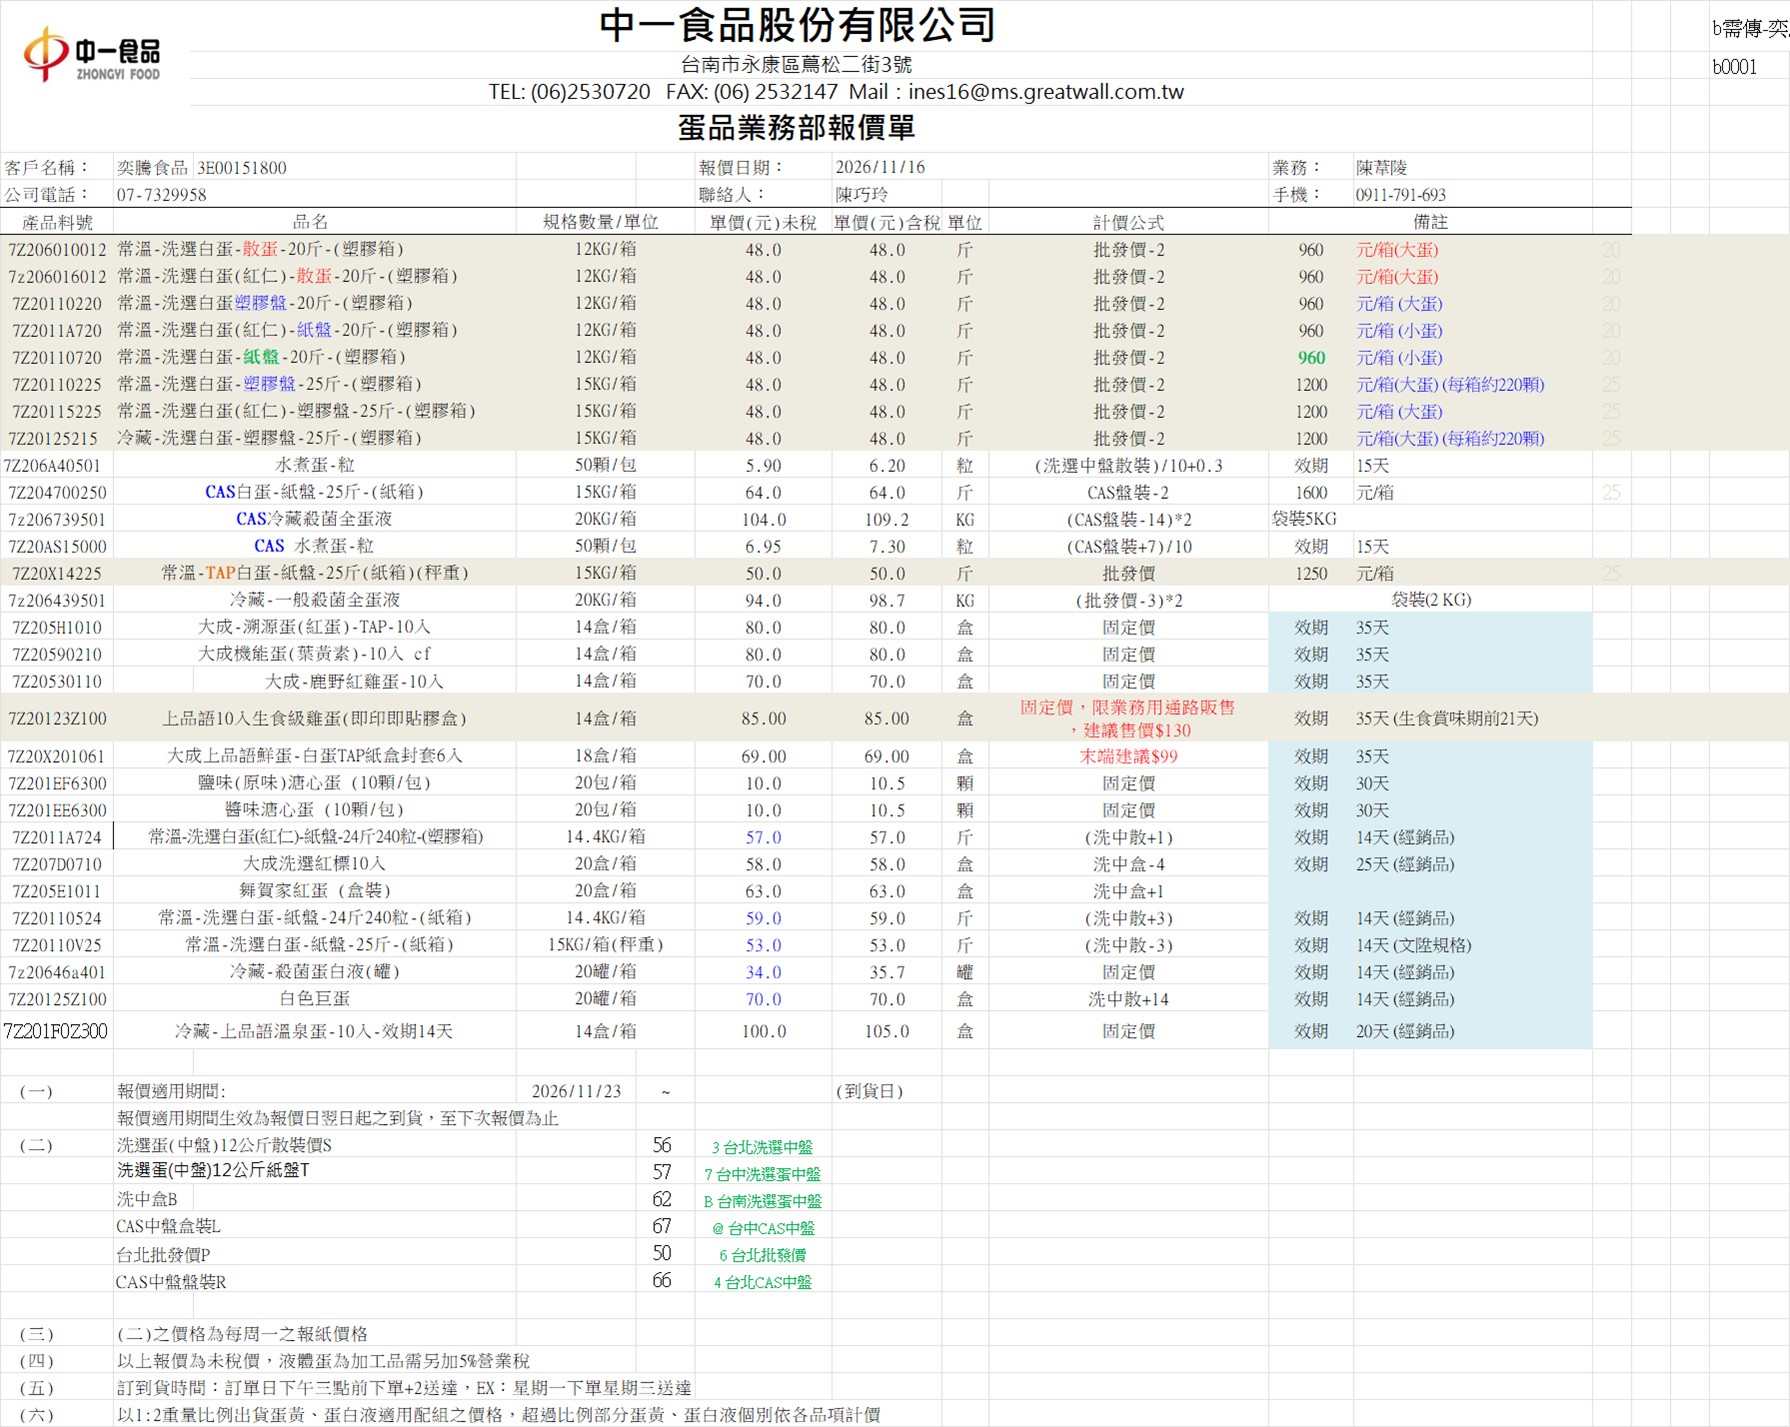 中一食品股份有限公司
中一食品
ZHONGYI FOOD
台南市永康區蔦松二街3號
TEL: (06)2530720 FAX: (06) 2532147 Mail：ines16@ms.greatwall.com.tw
蛋品業務部報價單
b需傳-奕
b0001
客戶名稱： 奕騰食品 3E00151800 報價日期： 2026/11/16 業務： 陳葦陵
公司電話： 07-7329958 聯絡人： 陳巧玲 手機： 0911-791-693
產品料號 品名 規格數量/單位 單價(元)未稅 單價(元)含稅 單位 計價公式 備註
7Z206010012 常溫-洗選白蛋-散蛋-20斤-(塑膠箱) 12KG/箱 48.0 48.0 斤 批發價-2 960 元/箱(大蛋) 20
7z206016012 常溫-洗選白蛋(紅仁)-散蛋-20斤-(塑膠箱) 12KG/箱 48.0 48.0 斤 批發價-2 960 元/箱(大蛋) 20
7Z20110220 常溫-洗選白蛋塑膠盤-20斤-(塑膠箱) 12KG/箱 48.0 48.0 斤 批發價-2 960 元/箱 (大蛋) 20
7Z2011A720 常溫-洗選白蛋(紅仁)-紙盤-20斤-(塑膠箱) 12KG/箱 48.0 48.0 斤 批發價-2 960 元/箱 (小蛋) 20
7Z20110720 常溫-洗選白蛋-紙盤-20斤-(塑膠箱) 12KG/箱 48.0 48.0 斤 批發價-2 960 元/箱 (小蛋) 20
7Z20110225 常溫-洗選白蛋-塑膠盤-25斤-(塑膠箱) 15KG/箱 48.0 48.0 斤 批發價-2 1200 元/箱(大蛋) (每箱約220顆) 25
7Z20115225 常溫-洗選白蛋(紅仁)-塑膠盤-25斤-(塑膠箱) 15KG/箱 48.0 48.0 斤 批發價-2 1200 元/箱 (大蛋) 25
7Z20125215 冷藏-洗選白蛋-塑膠盤-25斤-(塑膠箱) 15KG/箱 48.0 48.0 斤 批發價-2 1200 元/箱(大蛋) (每箱約220顆) 25
7Z206A40501 水煮蛋-粒 50顆/包 5.90 6.20 粒 (洗選中盤散裝)/10+0.3 效期 15天
7Z204700250 CAS白蛋-紙盤-25斤-(紙箱) 15KG/箱 64.0 64.0 斤 CAS盤裝-2 1600 元/箱 25
7z206739501 CAS冷藏殺菌全蛋液 20KG/箱 104.0 109.2 KG (CAS盤裝-14)*2 袋裝5KG
7Z20AS15000 CAS 水煮蛋-粒 50顆/包 6.95 7.30 粒 (CAS盤裝+7)/10 效期 15天
7Z20X14225 常溫-TAP白蛋-紙盤-25斤(紙箱)(秤重) 15KG/箱 50.0 50.0 斤 批發價 1250 元/箱 25
7z206439501 冷藏-一般殺菌全蛋液 20KG/箱 94.0 98.7 KG (批發價-3)*2 袋裝(2 KG)
7Z205H1010 大成-溯源蛋(紅蛋)-TAP-10入 14盒/箱 80.0 80.0 盒 固定價 效期 35天
7Z20590210 大成機能蛋(葉黃素)-10入 cf 14盒/箱 80.0 80.0 盒 固定價 效期 35天
7Z20530110 大成-鹿野紅雞蛋-10入 14盒/箱 70.0 70.0 盒 固定價 效期 35天
7Z20123Z100 上品語10入生食級雞蛋(即印即貼膠盒) 14盒/箱 85.00 85.00 盒 固定價，限業務用通路販售，建議售價$130 效期 35天 (生食賞味期前21天)
7Z20X201061 大成上品語鮮蛋-白蛋TAP紙盒封套6入 18盒/箱 69.00 69.00 盒 末端建議$99 效期 35天
7Z201EF6300 鹽味(原味)溏心蛋 (10顆/包) 20包/箱 10.0 10.5 顆 固定價 效期 30天
7Z201EE6300 醬味溏心蛋 (10顆/包) 20包/箱 10.0 10.5 顆 固定價 效期 30天
7Z2011A724 常溫-洗選白蛋(紅仁)-紙盤-24斤240粒-(塑膠箱) 14.4KG/箱 57.0 57.0 斤 (洗中散+1) 效期 14天 (經銷品)
7Z207D0710 大成洗選紅標10入 20盒/箱 58.0 58.0 盒 洗中盒-4 效期 25天 (經銷品)
7Z205E1011 舞賀家紅蛋 (盒裝) 20盒/箱 63.0 63.0 盒 洗中盒+1
7Z20110524 常溫-洗選白蛋-紙盤-24斤240粒-(紙箱) 14.4KG/箱 59.0 59.0 斤 (洗中散+3) 效期 14天 (經銷品)
7Z20110V25 常溫-洗選白蛋-紙盤-25斤-(紙箱) 15KG/箱(秤重) 53.0 53.0 斤 (洗中散-3) 效期 14天 (文陞規格)
7z20646a401 冷藏-殺菌蛋白液(罐) 20罐/箱 34.0 35.7 罐 固定價 效期 14天 (經銷品)
7Z20125Z100 白色巨蛋 20罐/箱 70.0 70.0 盒 洗中散+14 效期 14天 (經銷品)
7Z201F0Z300 冷藏-上品語溫泉蛋-10入-效期14天 14盒/箱 100.0 105.0 盒 固定價 效期 20天 (經銷品)
(一) 報價適用期間: 2026/11/23 ~ (到貨日)
報價適用期間生效為報價日翌日起之到貨，至下次報價為止
(二) 洗選蛋(中盤)12公斤散裝價S 56 3 台北洗選中盤
洗選蛋(中盤)12公斤紙盤T 57 7 台中洗選蛋中盤
洗中盒B 62 B 台南洗選蛋中盤
CAS中盤盒裝L 67 @ 台中CAS中盤
台北批發價P 50 6 台北批發價
CAS中盤盤裝R 66 4 台北CAS中盤
(三) (二)之價格為每周一之報紙價格
(四) 以上報價為未稅價，液體蛋為加工品需另加5%營業稅
(五) 訂到貨時間：訂單日下午三點前下單+2送達，EX：星期一下單星期三送達
(六) 以1:2重量比例出貨蛋黃、蛋白液適用配組之價格，超過比例部分蛋黃、蛋白液個別依各品項計價